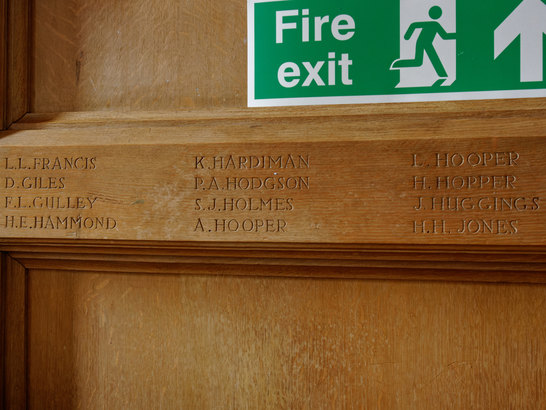 Fire
exit
L.L.FRANCIS
D.GILES
F.L.GULLEY
H.E.HAMMOND
K.HARDIMAN
P.A.HODGSON
S.J.HOLMES
A.HOOPER
L.HOOPER
H.HOPPER
J.HUGGINGS
H.H.JONES